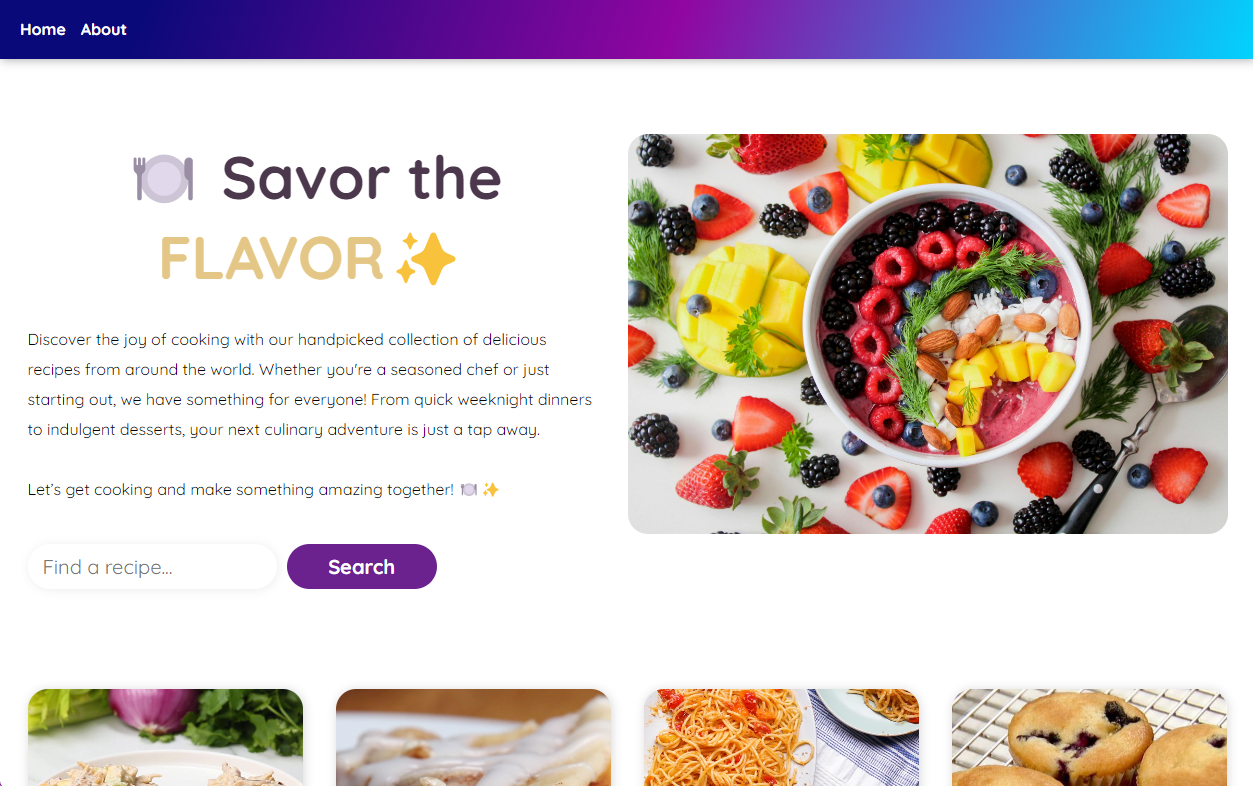 Home About
🍽️ Savor the
FLAVOR✨
Discover the joy of cooking with our handpicked collection of delicious
recipes from around the world. Whether you're a seasoned chef or just
starting out, we have something for everyone! From quick weeknight dinners
to indulgent desserts, your next culinary adventure is just a tap away.
Let’s get cooking and make something amazing together! 🍽️ ✨
Find a recipe... Search